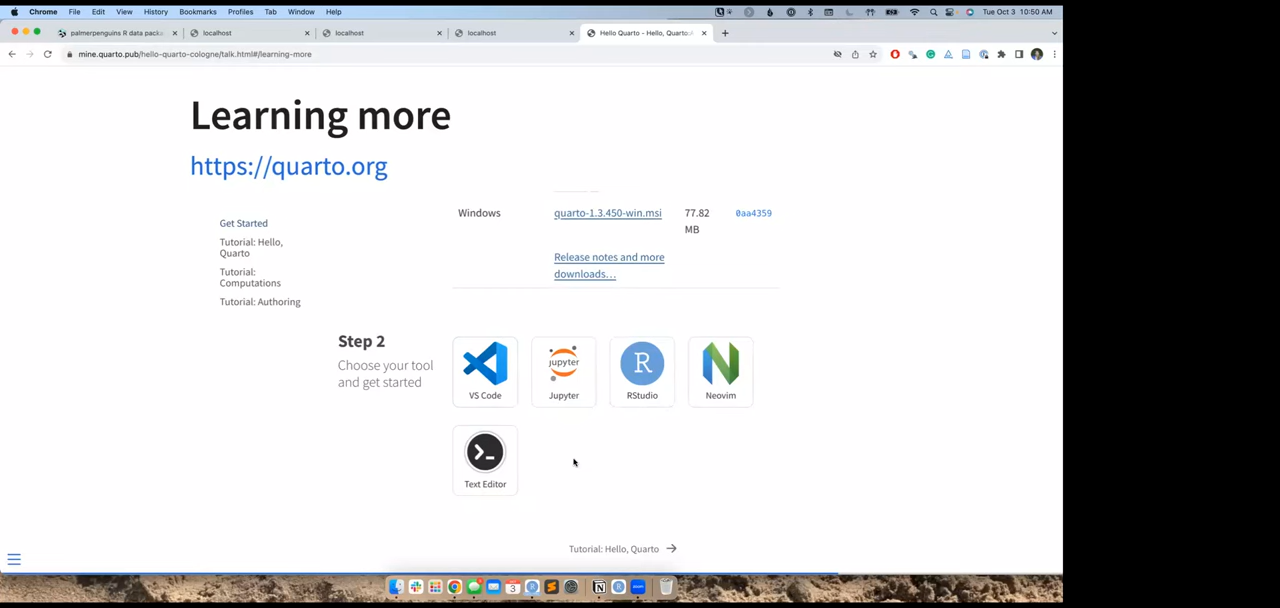 Chrome File Edit View History Bookmarks Profiles Tab Window Help Tue Oct 3 10:50 AM
palmerpenguins R data packa localhost localhost localhost Hello Quarto - Hello, Quarto:
mine.quarto.pub/hello-quarto-cologne/talk.html#/learning-more
Learning more
https://quarto.org
Windows quarto-1.3.450-win.msi 77.82 0aa4359
MB
Release notes and more
downloads...
Get Started
Tutorial: Hello,
Quarto
Tutorial:
Computations
Tutorial: Authoring
Step 2
Choose your tool
and get started
jupyter
R
VS Code Jupyter RStudio Neovim
Text Editor
Tutorial: Hello, Quarto